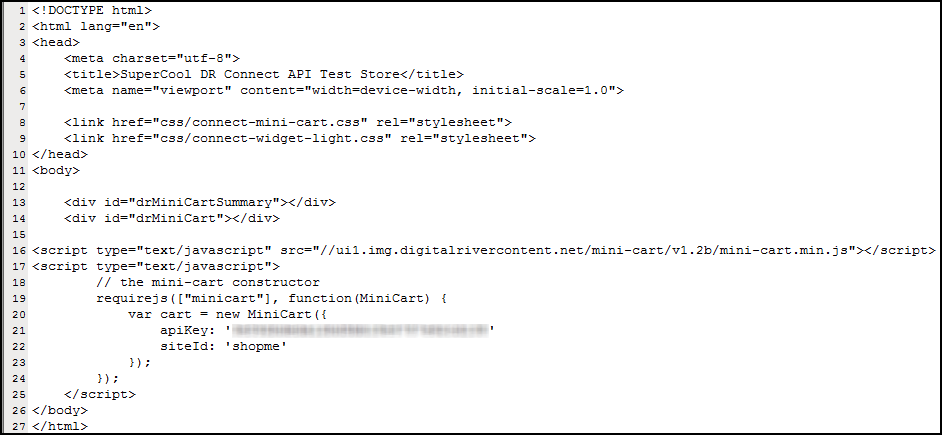 1 <!DOCTYPE html>
2 <html lang="en">
3 <head>
4 <meta charset="utf-8">
5 <title>SuperCool DR Connect API Test Store</title>
6 <meta name="viewport" content="width=device-width, initial-scale=1.0">
7
8 <link href="css/connect-mini-cart.css" rel="stylesheet">
9 <link href="css/connect-widget-light.css" rel="stylesheet">
10 </head>
11 <body>
12
13 <div id="drMiniCartSummary"></div>
14 <div id="drMiniCart"></div>
15
16 <script type="text/javascript" src="//ui1.img.digitalrivercontent.net/mini-cart/v1.2b/mini-cart.min.js"></script>
17 <script type="text/javascript">
18 // the mini-cart constructor
19 requirejs(["minicart"], function(MiniCart) {
20 var cart = new MiniCart({
21 apiKey: ' '
22 siteId: 'shopme'
23 });
24 });
25 </script>
26 </body>
27 </html>